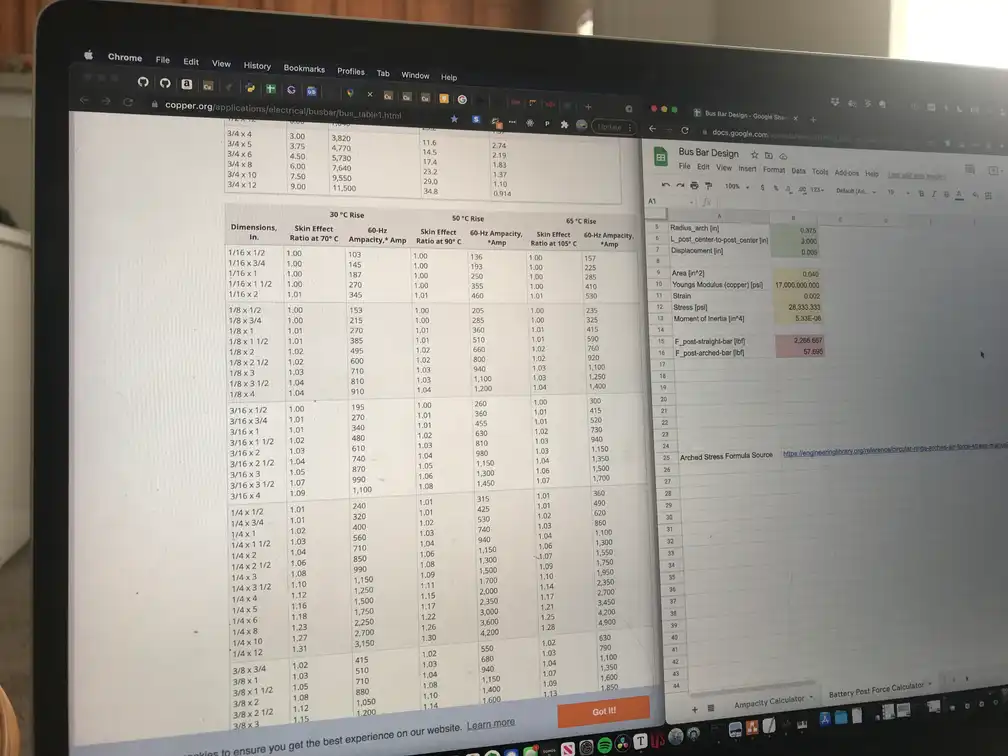 Chrome File Edit View History Bookmarks Profiles Tab Window Help
copper.org/applications/electrical/busbar/bus_table1.html
3/4 x 4 3.00 3,820 11.6 2.74
3/4 x 5 3.75 4,770 14.5 2.19
3/4 x 6 4.50 5,730 17.4 1.83
3/4 x 8 6.00 7,640 23.2 1.37
3/4 x 10 7.50 9,550 29.0 1.10
3/4 x 12 9.00 11,500 34.8 0.914
30 °C Rise 50 °C Rise 65 °C Rise
Dimensions, in. Skin Effect Ratio at 70° C 60-Hz Ampacity,* Amp Skin Effect Ratio at 90° C 60-Hz Ampacity, *Amp Skin Effect Ratio at 105° C 60-Hz Ampacity, *Amp
1/16 x 1/2 1.00 103 1.00 136 1.00 157
1/16 x 3/4 1.00 145 1.00 193 1.00 225
1/16 x 1 1.00 187 1.00 250 1.00 285
1/16 x 1 1/2 1.00 270 1.00 355 1.00 410
1/16 x 2 1.01 345 1.01 460 1.01 530
1/8 x 1/2 1.00 153 1.00 205 1.00 235
1/8 x 3/4 1.00 215 1.00 285 1.00 325
1/8 x 1 1.01 270 1.01 360 1.01 415
1/8 x 1 1/2 1.01 385 1.01 510 1.01 590
1/8 x 2 1.02 495 1.02 660 1.02 760
1/8 x 2 1/2 1.02 600 1.02 800 1.02 920
1/8 x 3 1.03 710 1.03 940 1.03 1,100
1/8 x 3 1/2 1.04 810 1.03 1,100 1.03 1,250
1/8 x 4 1.04 910 1.04 1,200 1.04 1,400
3/16 x 1/2 1.00 195 1.00 260 1.00 300
3/16 x 3/4 1.01 270 1.01 360 1.01 415
3/16 x 1 1.01 340 1.01 455 1.01 520
3/16 x 1 1/2 1.02 480 1.02 630 1.02 730
3/16 x 2 1.03 610 1.03 810 1.03 940
3/16 x 2 1/2 1.04 740 1.04 980 1.04 1,150
3/16 x 3 1.05 870 1.05 1,150 1.04 1,350
3/16 x 3 1/2 1.07 990 1.06 1,300 1.06 1,500
3/16 x 4 1.09 1,100 1.08 1,450 1.07 1,700
1/4 x 1/2 1.01 240 1.01 315 1.01 360
1/4 x 3/4 1.01 320 1.01 425 1.01 490
1/4 x 1 1.02 400 1.02 530 1.02 620
1/4 x 1 1/2 1.03 560 1.03 740 1.03 860
1/4 x 2 1.04 710 1.04 940 1.04 1,100
1/4 x 2 1/2 1.06 850 1.06 1,150 1.06 1,300
1/4 x 3 1.08 990 1.08 1,300 1.07 1,550
1/4 x 3 1/2 1.10 1,150 1.09 1,500 1.09 1,750
1/4 x 4 1.12 1,250 1.11 1,700 1.10 1,950
1/4 x 5 1.16 1,500 1.15 2,000 1.14 2,350
1/4 x 6 1.18 1,750 1.17 2,350 1.17 2,700
1/4 x 8 1.23 2,250 1.22 3,000 1.21 3,450
1/4 x 10 1.27 2,700 1.26 3,600 1.25 4,200
1/4 x 12 1.31 3,150 1.30 4,200 1.28 4,900
3/8 x 3/4 1.02 415 1.02 550 1.02 630
3/8 x 1 1.03 510 1.03 680 1.03 790
3/8 x 1 1/2 1.05 710 1.04 940 1.04 1,100
3/8 x 2 1.08 880 1.08 1,150 1.07 1,350
3/8 x 2 1/2 1.12 1,050 1.10 1,400 1.09 1,600
3/8 x 3 1.15 1,200 1.14 1,600 1.13 1,850
okies to ensure you get the best experience on our website. Learn more
Got it!
Bus Bar Design - Google She
docs.google.com
Bus Bar Design
File Edit View Insert Format Data Tools Add-ons Help
100%
A1
5 Radius_arch [in] 0.375
6 L_post_center-to-post_center [in] 2.000
7 Displacement [in] 0.005
8
9 Area [in^2] 0.040
10 Youngs Modulus (copper) [psi] 17,000,000.000
11 Strain 0.002
12 Stress [psi] 28,333.333
13 Moment of Inertia [in^4] 5.33E-06
14
15 F_post-straight-bar [lbf] 2,266.667
16 F_post-arched-bar [lbf] 57.695
17
18
19
20
21
22
23
24
25 Arched Stress Formula Source
26
27
28
29
30
31
32
33
34
35
36
37
38
39
40
41
42
43
44
Ampacity Calculator Battery Post Force Calculator